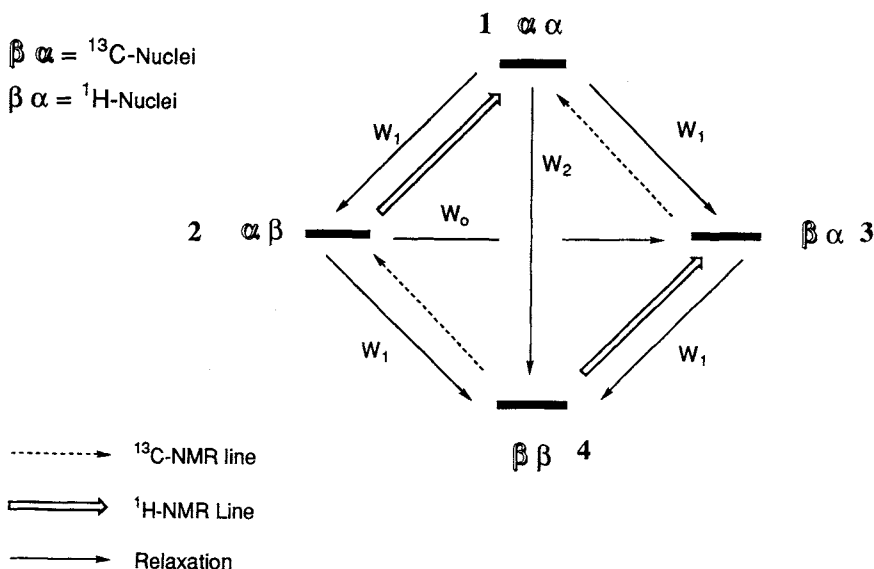 1 𝕒 α
𝕓 𝕒 = ¹³C-Nuclei
β α = ¹H-Nuclei
W₁
W₁
W₂
Wₒ
2 𝕒 β
𝕓 α 3
W₁
W₁
𝕓 β 4
¹³C-NMR line
¹H-NMR Line
Relaxation